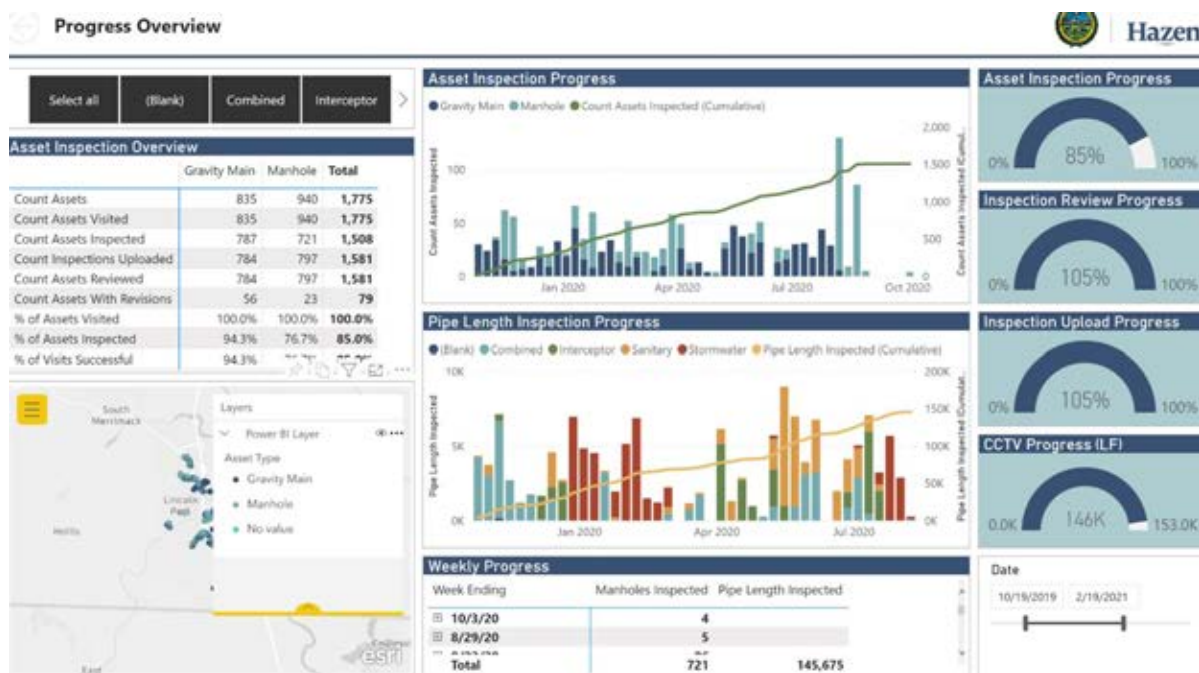 Progress Overview
Hazen
Select all
(Blank)
Combined
Interceptor
Asset Inspection Overview
Gravity Main Manhole Total
Count Assets 835 940 1,775
Count Assets Visited 835 940 1,775
Count Assets Inspected 787 721 1,508
Count Inspections Uploaded 784 797 1,581
Count Assets Reviewed 784 797 1,581
Count Assets With Revisions 56 23 79
% of Assets Visited 100.0% 100.0% 100.0%
% of Assets Inspected 94.3% 76.7% 85.0%
% of Visits Successful 94.3%
South
Merrimack
Hollis
East
Layers
Power BI Layer
Asset Type
Gravity Main
Manhole
No value
esri
Asset Inspection Progress
Gravity Main Manhole Count Assets Inspected (Cumulative)
Count Assets Inspected
100
50
0
2,000
1,500
1,000
500
0
Count Assets Inspected (Cumul...
Jan 2020 Apr 2020 Jul 2020 Oct 2020
Pipe Length Inspection Progress
(Blank) Combined Interceptor Sanitary Stormwater Pipe Length Inspected (Cumulative)
Pipe Length Inspected
10K
5K
0K
200K
150K
100K
50K
0K
Pipe Length Inspected (Cumulat...
Jan 2020 Apr 2020 Jul 2020
Weekly Progress
Week Ending Manholes Inspected Pipe Length Inspected
10/3/20 4
8/29/20 5
Total 721 145,675
Asset Inspection Progress
0% 85% 100%
Inspection Review Progress
0% 105% 100%
Inspection Upload Progress
0% 105% 100%
CCTV Progress (LF)
0.0K 146K 153.0K
Date
10/19/2019 2/19/2021